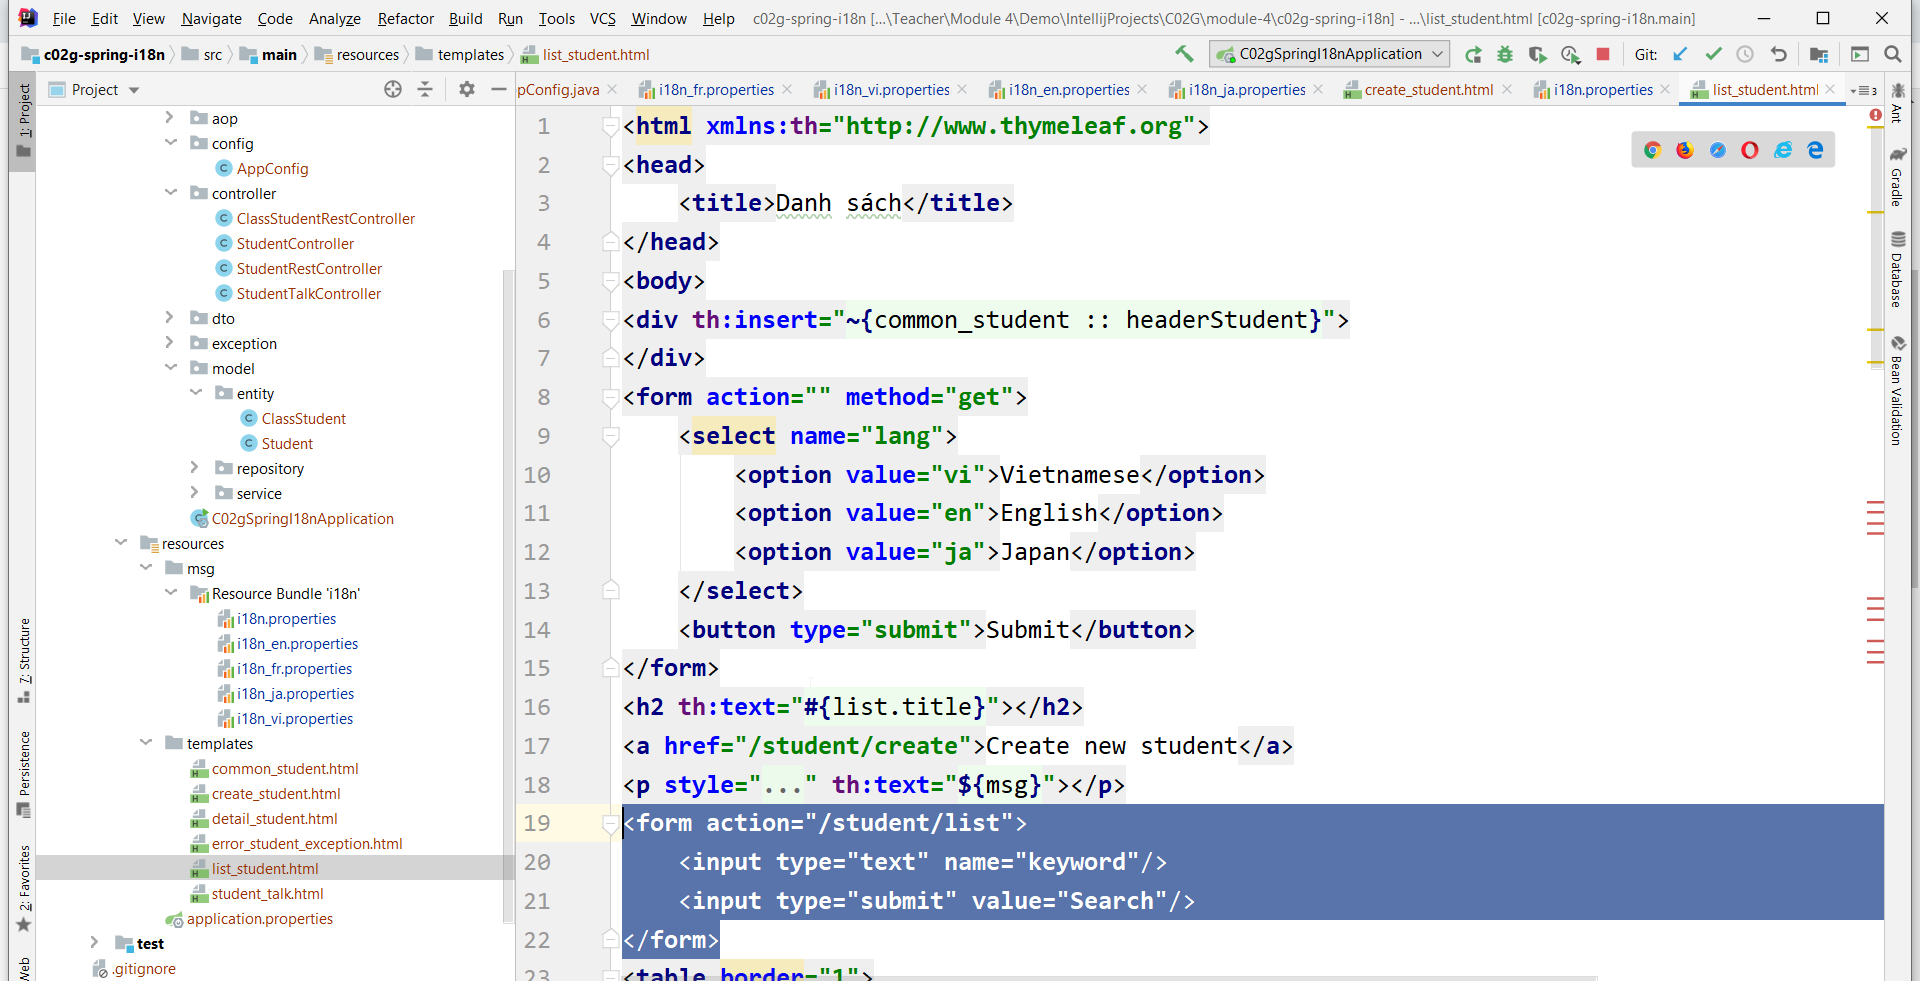 File Edit View Navigate Code Analyze Refactor Build Run Tools VCS Window Help c02g-spring-i18n [...\Teacher\Module 4\Demo\IntellijProjects\C02G\module-4\c02g-spring-i18n] - ...\list_student.html [c02g-spring-i18n.main]
c02g-spring-i18n src main resources templates list_student.html C02gSpringI18nApplication Git:
Project pConfig.java i18n_fr.properties i18n_vi.properties i18n_en.properties i18n_ja.properties create_student.html i18n.properties list_student.html 3
1: Project
7: Structure
Persistence
2: Favorites
Web
aop
config
AppConfig
controller
ClassStudentRestController
StudentController
StudentRestController
StudentTalkController
dto
exception
model
entity
ClassStudent
Student
repository
service
C02gSpringI18nApplication
resources
msg
Resource Bundle 'i18n'
i18n.properties
i18n_en.properties
i18n_fr.properties
i18n_ja.properties
i18n_vi.properties
templates
common_student.html
create_student.html
detail_student.html
error_student_exception.html
list_student.html
student_talk.html
application.properties
test
.gitignore
1 <html xmlns:th="http://www.thymeleaf.org">
2 <head>
3 <title>Danh sách</title>
4 </head>
5 <body>
6 <div th:insert="~{common_student :: headerStudent}">
7 </div>
8 <form action="" method="get">
9 <select name="lang">
10 <option value="vi">Vietnamese</option>
11 <option value="en">English</option>
12 <option value="ja">Japan</option>
13 </select>
14 <button type="submit">Submit</button>
15 </form>
16 <h2 th:text="#{list.title}"></h2>
17 <a href="/student/create">Create new student</a>
18 <p style="..." th:text="${msg}"></p>
19 <form action="/student/list">
20 <input type="text" name="keyword"/>
21 <input type="submit" value="Search"/>
22 </form>
23 <table border="1">
Ant
Gradle
Database
Bean Validation